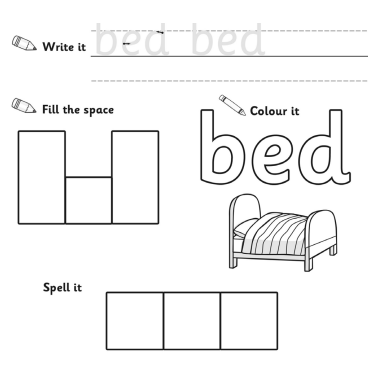 bed bed
Write it
Fill the space
Colour it
bed
Spell it